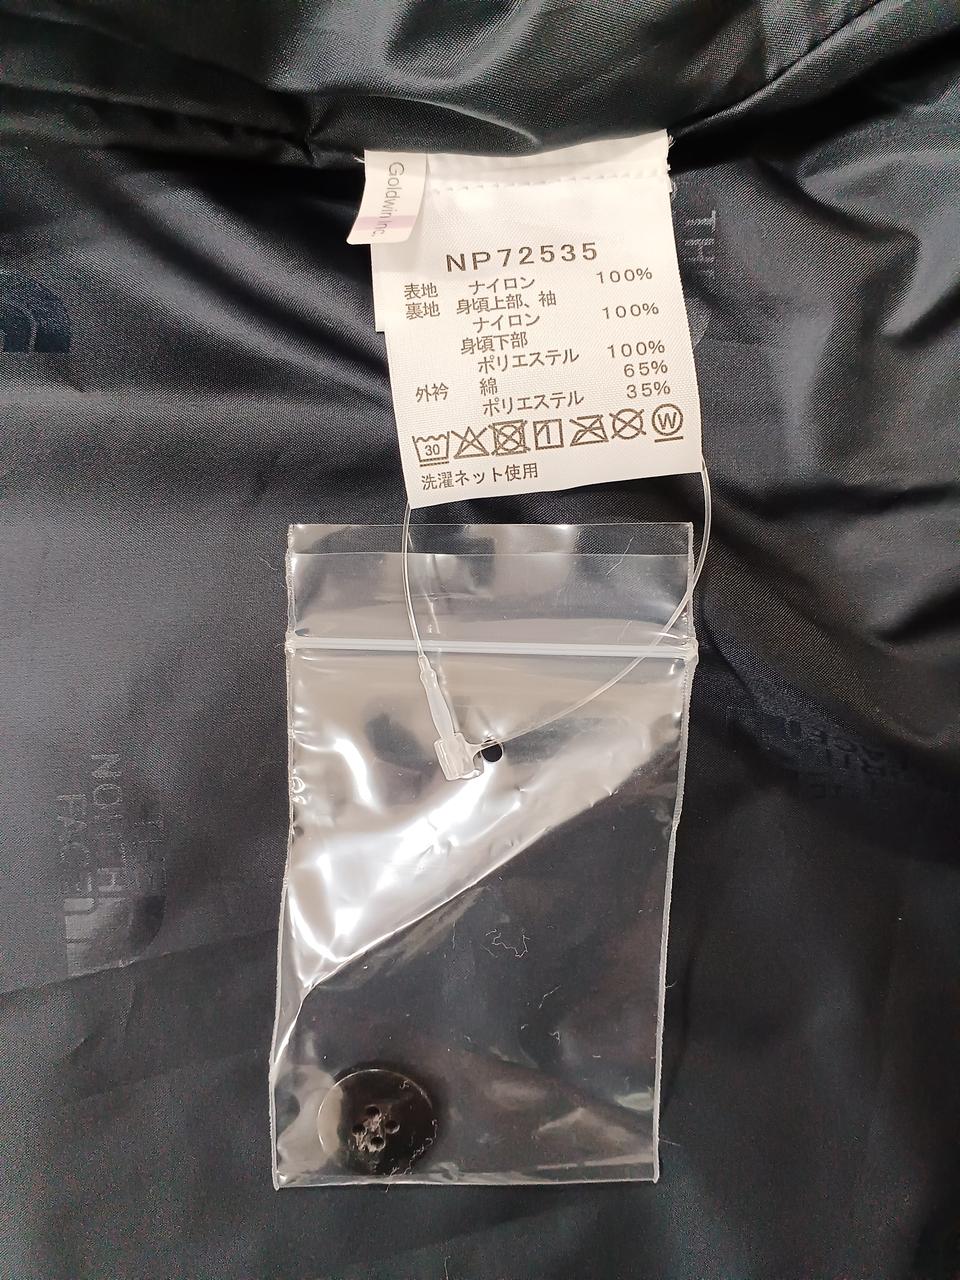 Goldwin Inc.
NP72535
表地 ナイロン 100%
裏地 身頃上部、袖
ナイロン 100%
身頃下部
ポリエステル 100%
外衿 綿 65%
ポリエステル 35%
30 W
洗濯ネット使用
THE
NORTH
FACE